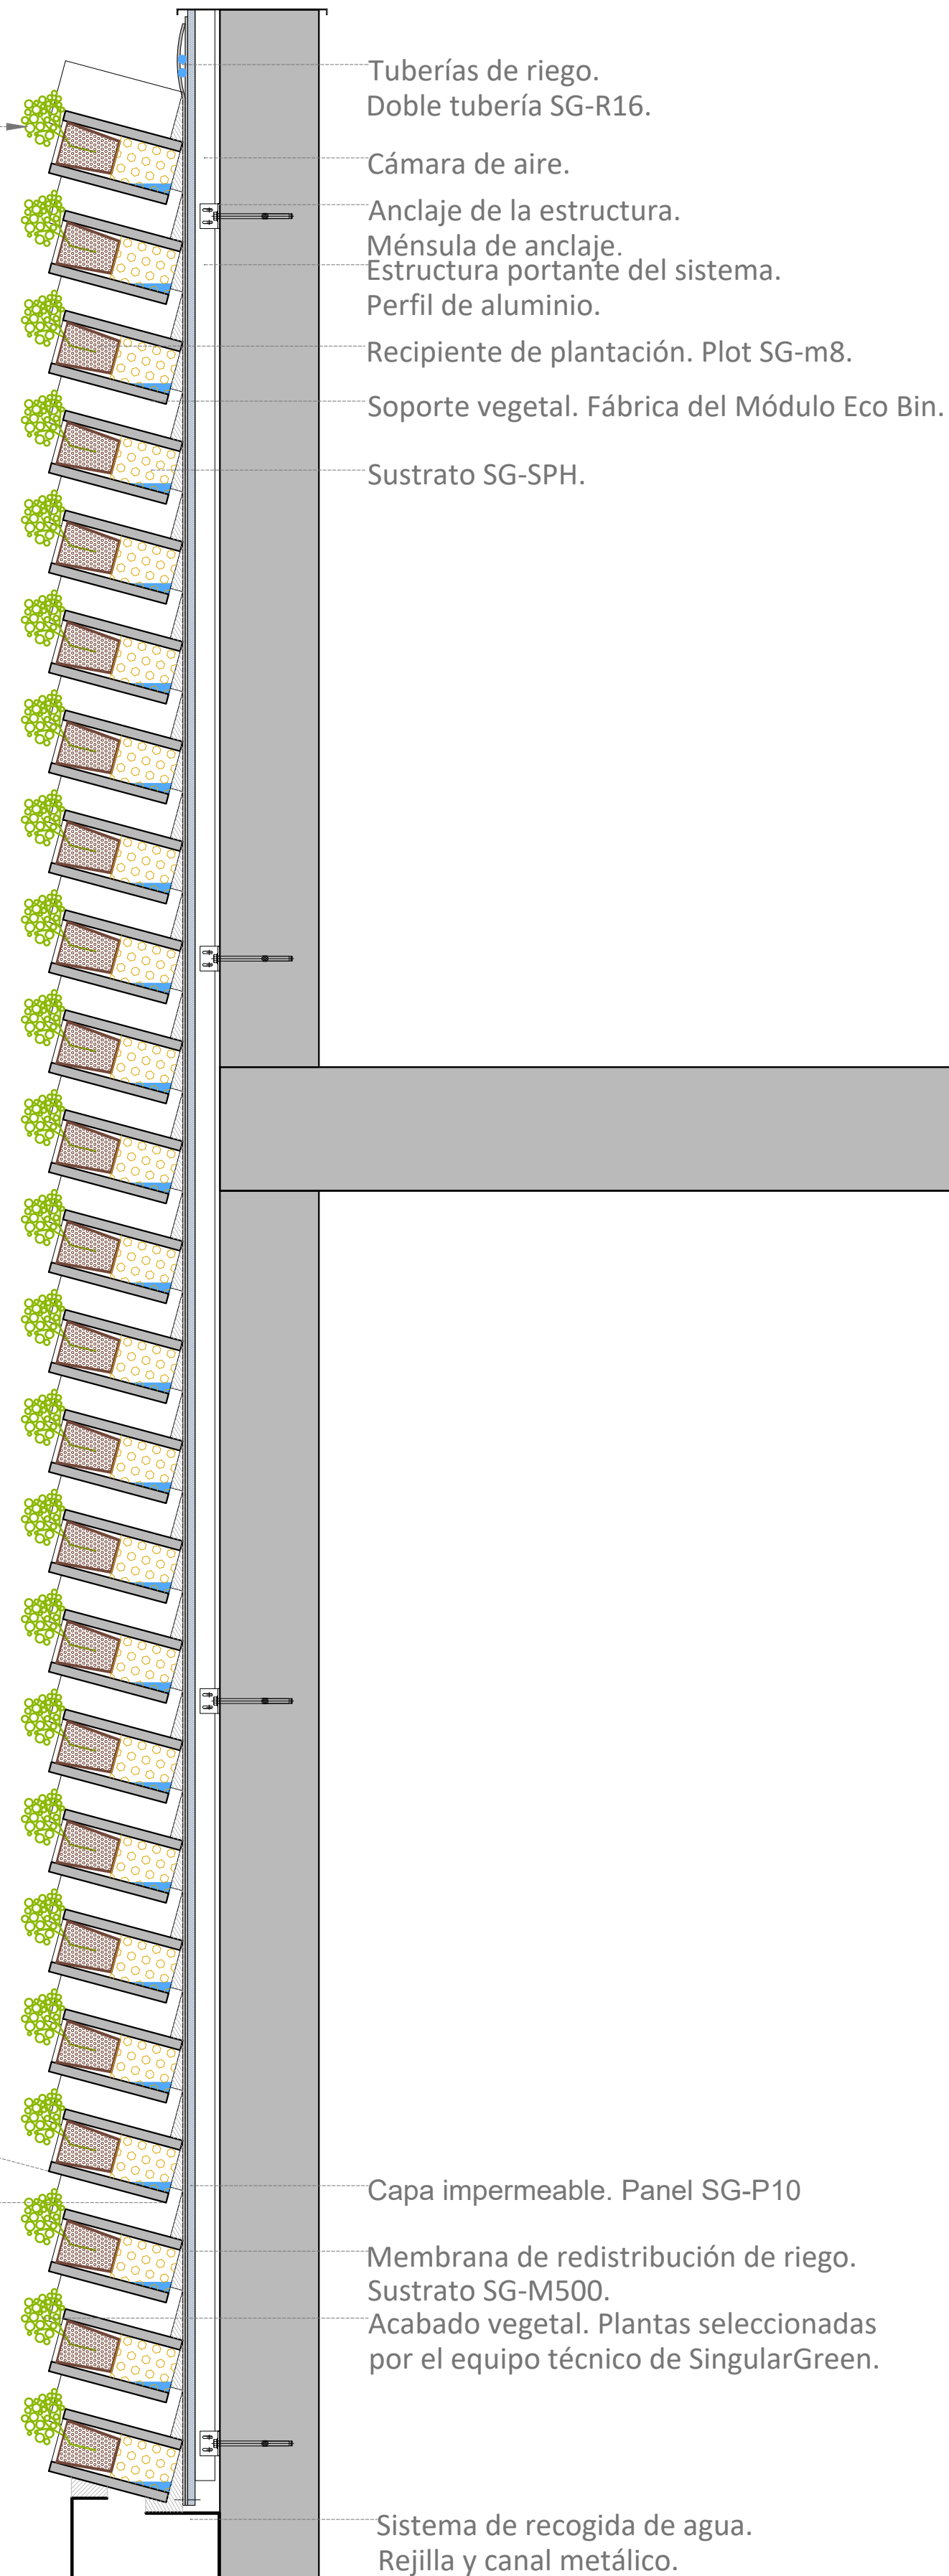 Tuberías de riego.
Doble tubería SG-R16.
Cámara de aire.
Anclaje de la estructura.
Ménsula de anclaje.
Estructura portante del sistema.
Perfil de aluminio.
Recipiente de plantación. Plot SG-m8.
Soporte vegetal. Fábrica del Módulo Eco Bin.
Sustrato SG-SPH.
Capa impermeable. Panel SG-P10
Membrana de redistribución de riego.
Sustrato SG-M500.
Acabado vegetal. Plantas seleccionadas
por el equipo técnico de SingularGreen.
Sistema de recogida de agua.
Rejilla y canal metálico.